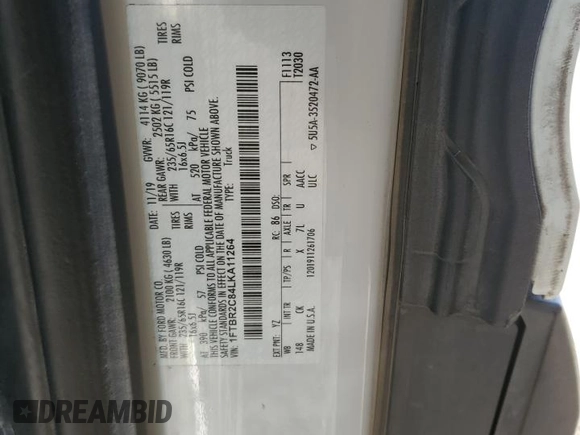 MFD. BY FORD MOTOR CO.
DATE: 11/19 GVWR: 4114 KG ( 9070 LB)
FRONT GAWR: 2100 KG ( 4630 LB) REAR GAWR: 2502 KG ( 5515 LB)
WITH 235/65R16C 121/119R TIRES WITH 235/65R16C 121/119R TIRES
16x6.5J RIMS 16x6.5J RIMS
AT 390 kPa/ 57 PSI COLD AT 520 kPa/ 75 PSI COLD
THIS VEHICLE CONFORMS TO ALL APPLICABLE FEDERAL MOTOR VEHICLE
SAFETY STANDARDS IN EFFECT ON THE DATE OF MANUFACTURE SHOWN ABOVE.
VIN: 1FTBR2C84LKA11264 TYPE: Truck
F1113
T2030
EXT PNT: YZ RC: 86 DSO:
WB INT TR TP/PS R AXLE TR SPR
148 CK X 7L U AACC
ULC
MADE IN U.S.A. 1201911261706
5U5A-3520472-AA
DREAMBID